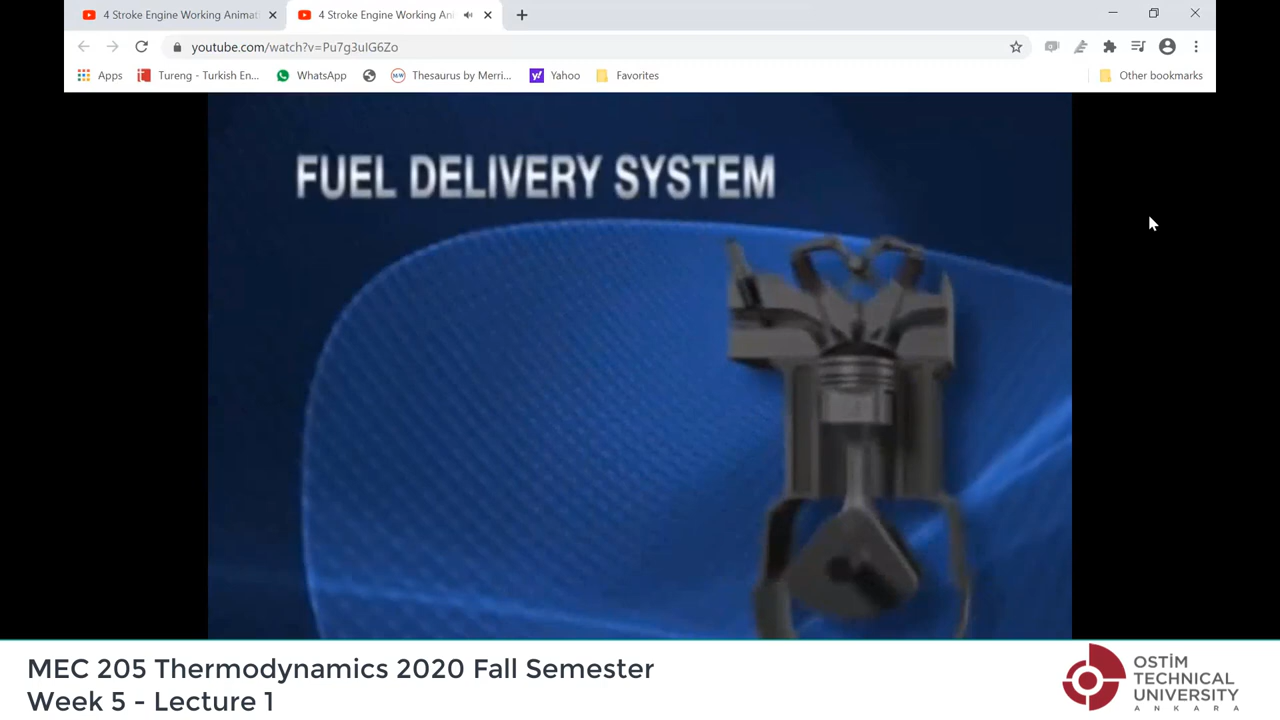 4 Stroke Engine Working Animati
4 Stroke Engine Working Ani
youtube.com/watch?v=Pu7g3uIG6Zo
Apps
Tureng - Turkish En...
WhatsApp
M-W
Thesaurus by Merri...
y!
Yahoo
Favorites
Other bookmarks
FUEL DELIVERY SYSTEM
MEC 205 Thermodynamics 2020 Fall Semester
Week 5 - Lecture 1
OSTİM
TECHNICAL
UNIVERSITY
ANKARA